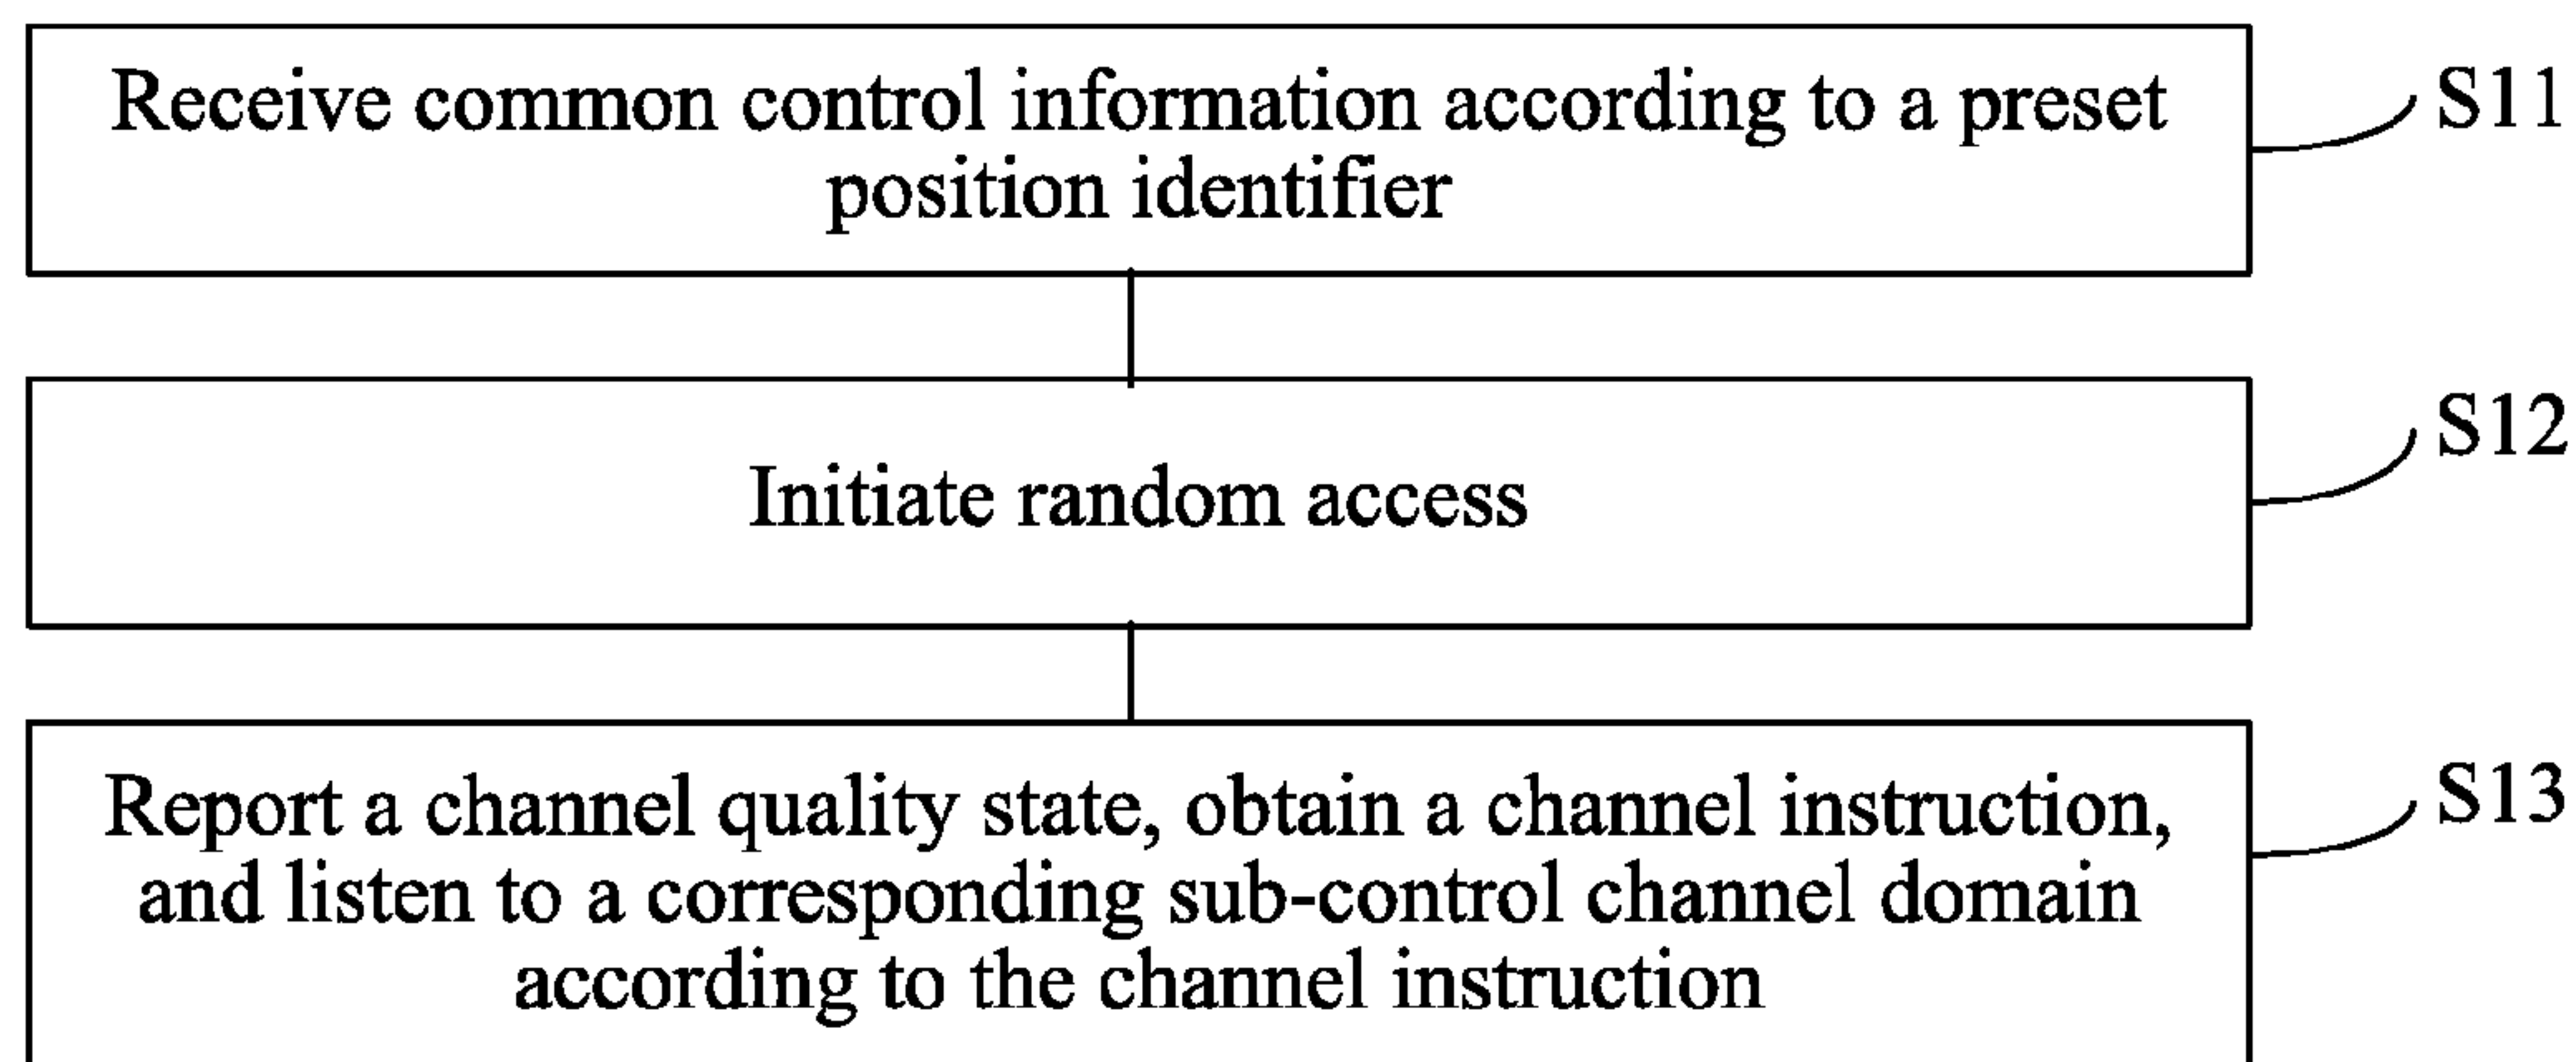 Receive common control information according to a preset
position identifier
S11
Initiate random access
S12
Report a channel quality state, obtain a channel instruction,
and listen to a corresponding sub-control channel domain
according to the channel instruction
S13